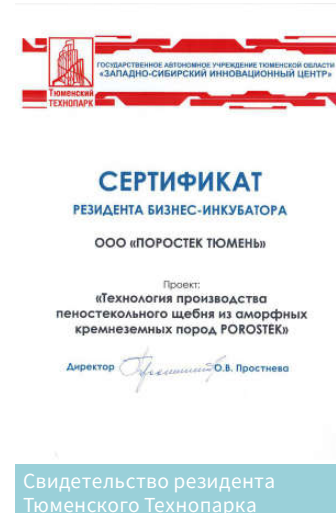 ГОСУДАРСТВЕННОЕ АВТОНОМНОЕ УЧРЕЖДЕНИЕ ТЮМЕНСКОЙ ОБЛАСТИ
«ЗАПАДНО-СИБИРСКИЙ ИННОВАЦИОННЫЙ ЦЕНТР»
Тюменский
ТЕХНОПАРК
СЕРТИФИКАТ
РЕЗИДЕНТА БИЗНЕС-ИНКУБАТОРА
ООО «ПОРОСТЕК ТЮМЕНЬ»
Проект:
«Технология производства
пеностекольного щебня из аморфных
кремнеземных пород POROSTEK»
Директор О.В. Простнева
Свидетельство резидента
Тюменского Технопарка